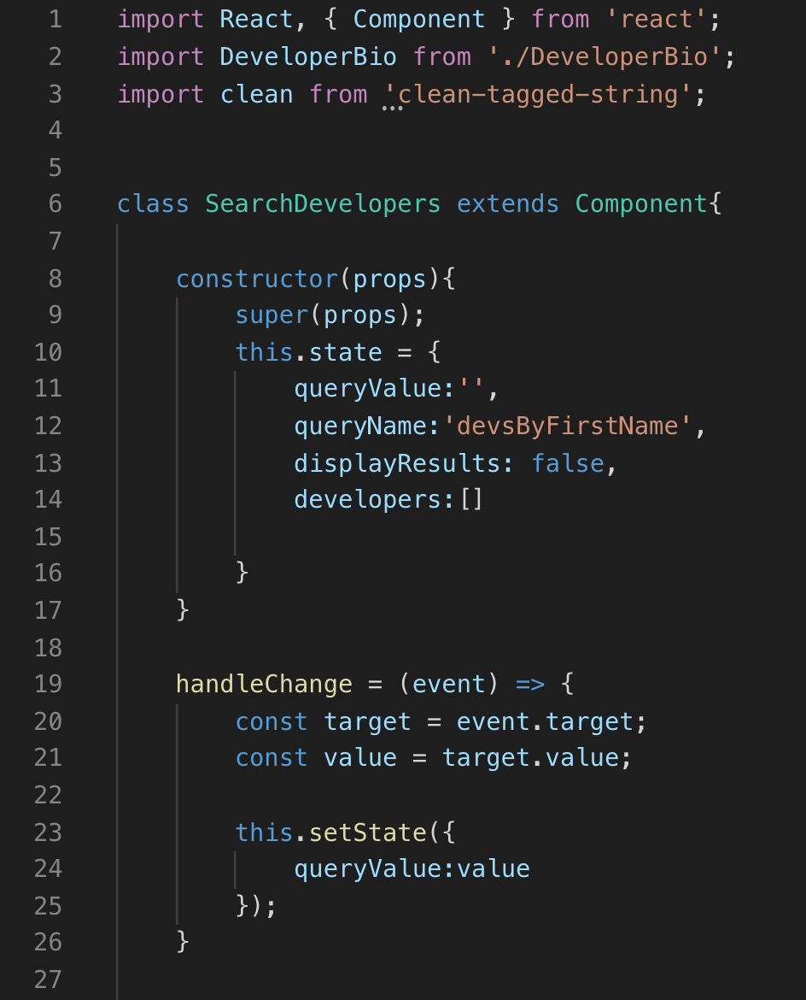 1 import React, { Component } from 'react';
2 import DeveloperBio from './DeveloperBio';
3 import clean from 'clean-tagged-string';
4
5
6 class SearchDevelopers extends Component{
7
8     constructor(props){
9         super(props);
10         this.state = {
11             queryValue:'',
12             queryName:'devsByFirstName',
13             displayResults: false,
14             developers:[]
15
16         }
17     }
18
19     handleChange = (event) => {
20         const target = event.target;
21         const value = target.value;
22
23         this.setState({
24             queryValue:value
25         });
26     }
27